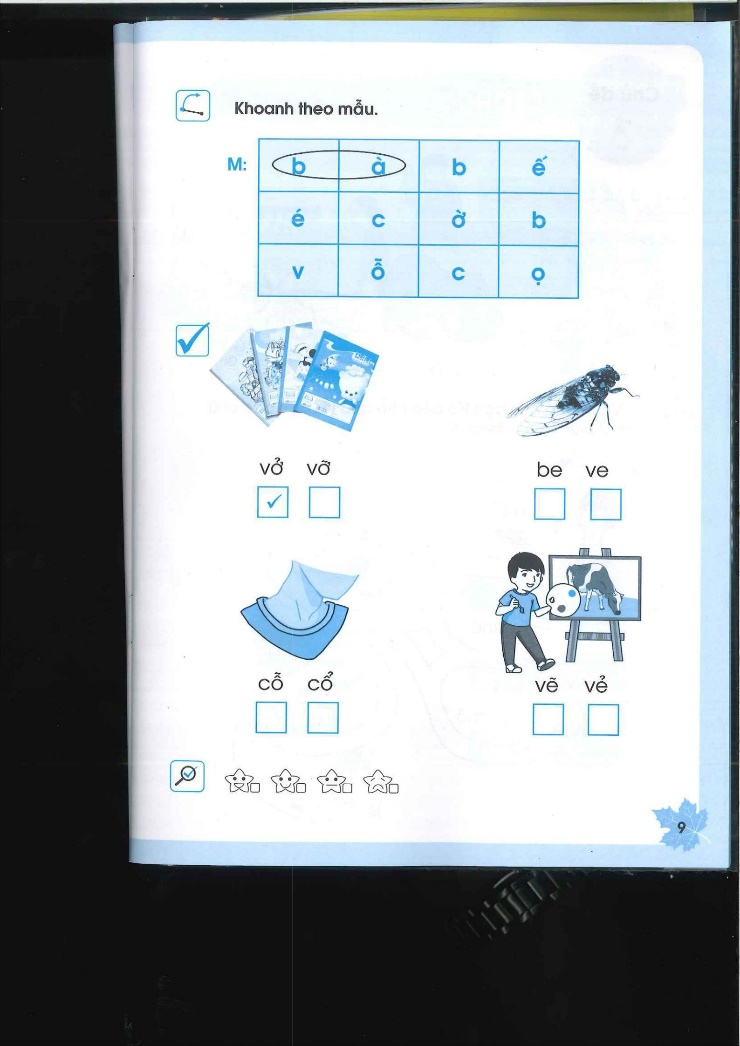 Khoanh theo mẫu.
M: b à b ế
é c ờ b
v ỗ c ọ
vở vỡ
be ve
cỗ cổ
vẽ vẻ
9